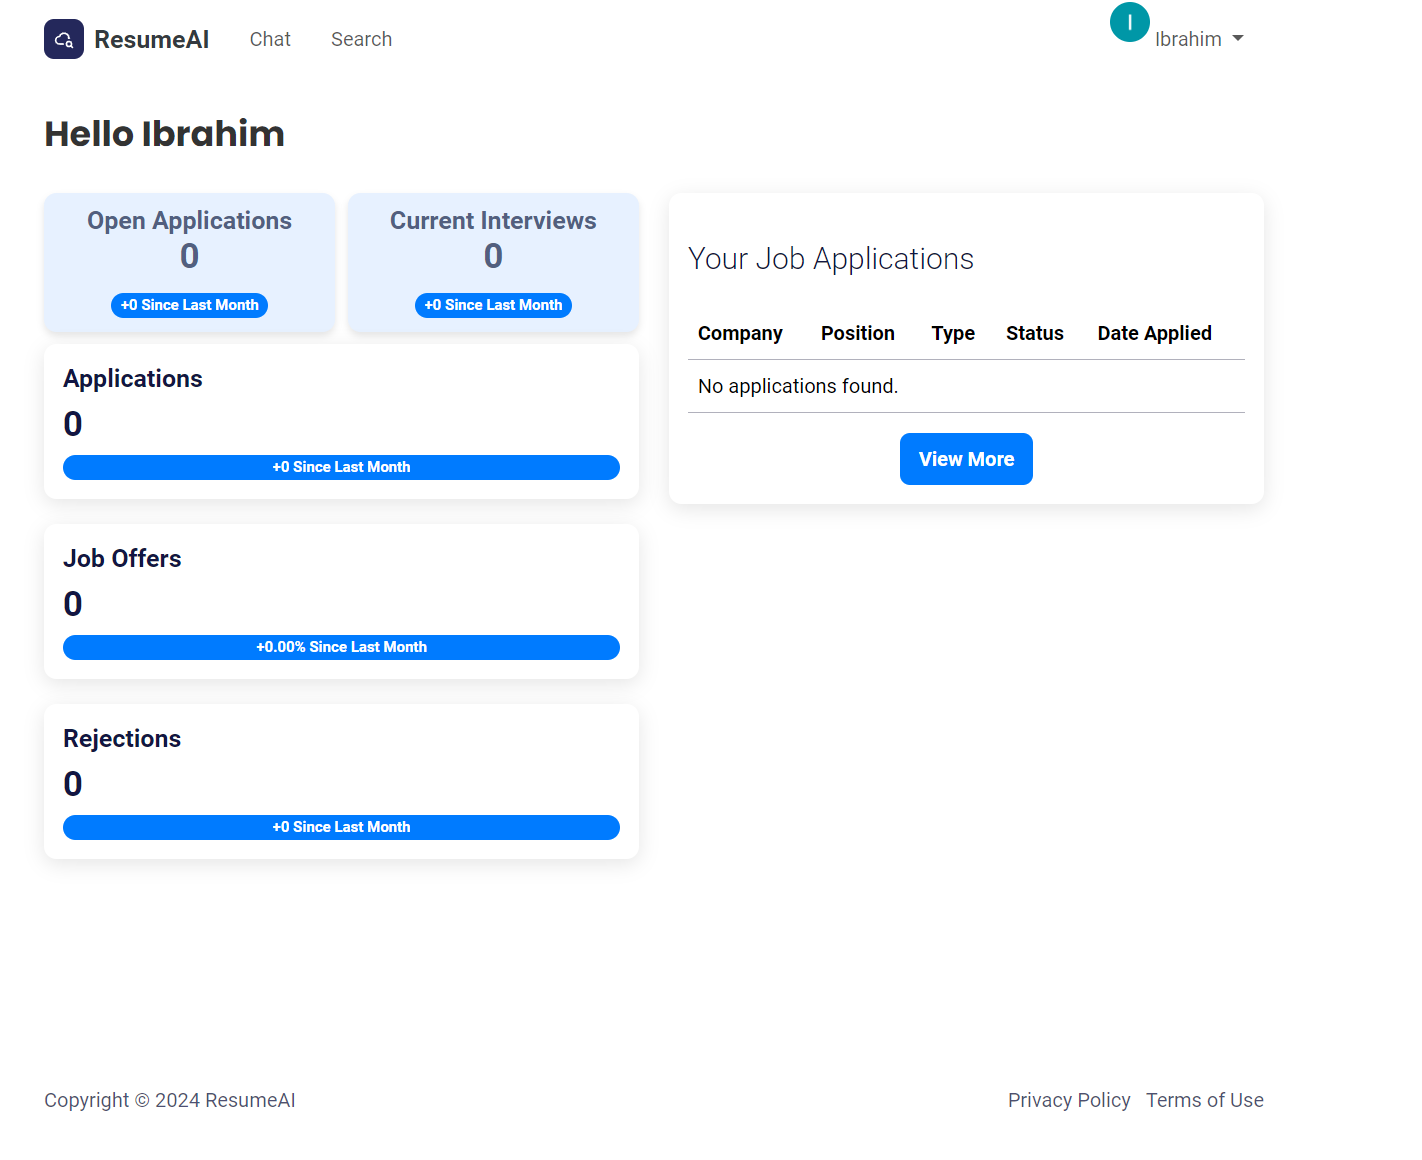 ResumeAI Chat Search I Ibrahim
Hello Ibrahim
Open Applications
0
+0 Since Last Month
Current Interviews
0
+0 Since Last Month
Applications
0
+0 Since Last Month
Job Offers
0
+0.00% Since Last Month
Rejections
0
+0 Since Last Month
Your Job Applications
Company Position Type Status Date Applied
No applications found.
View More
Copyright © 2024 ResumeAI
Privacy Policy Terms of Use